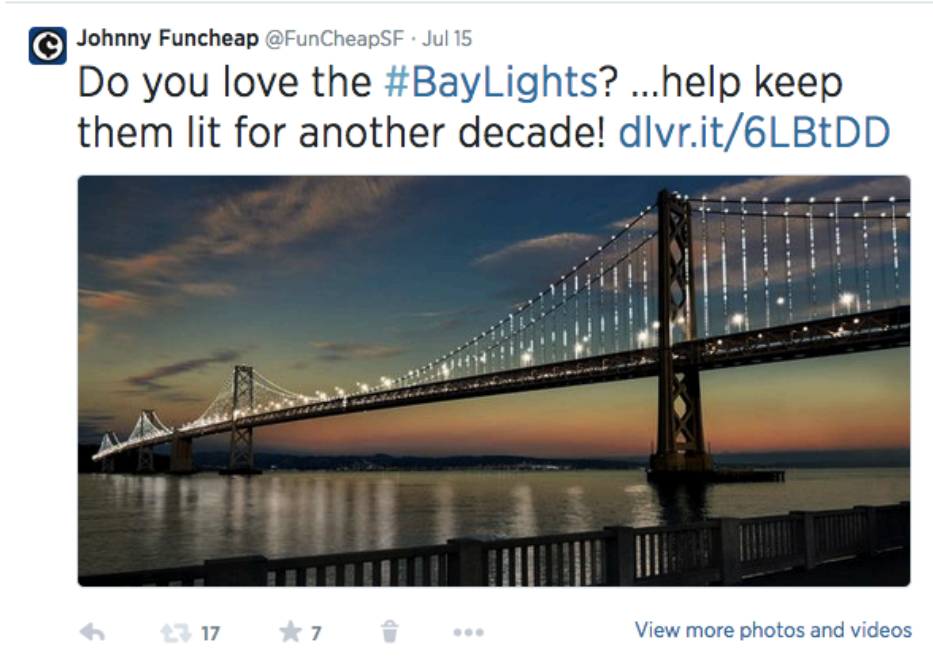 Johnny Funcheap @FunCheapSF · Jul 15
Do you love the #BayLights? ...help keep
them lit for another decade! dlvr.it/6LBtDD
17 7 View more photos and videos